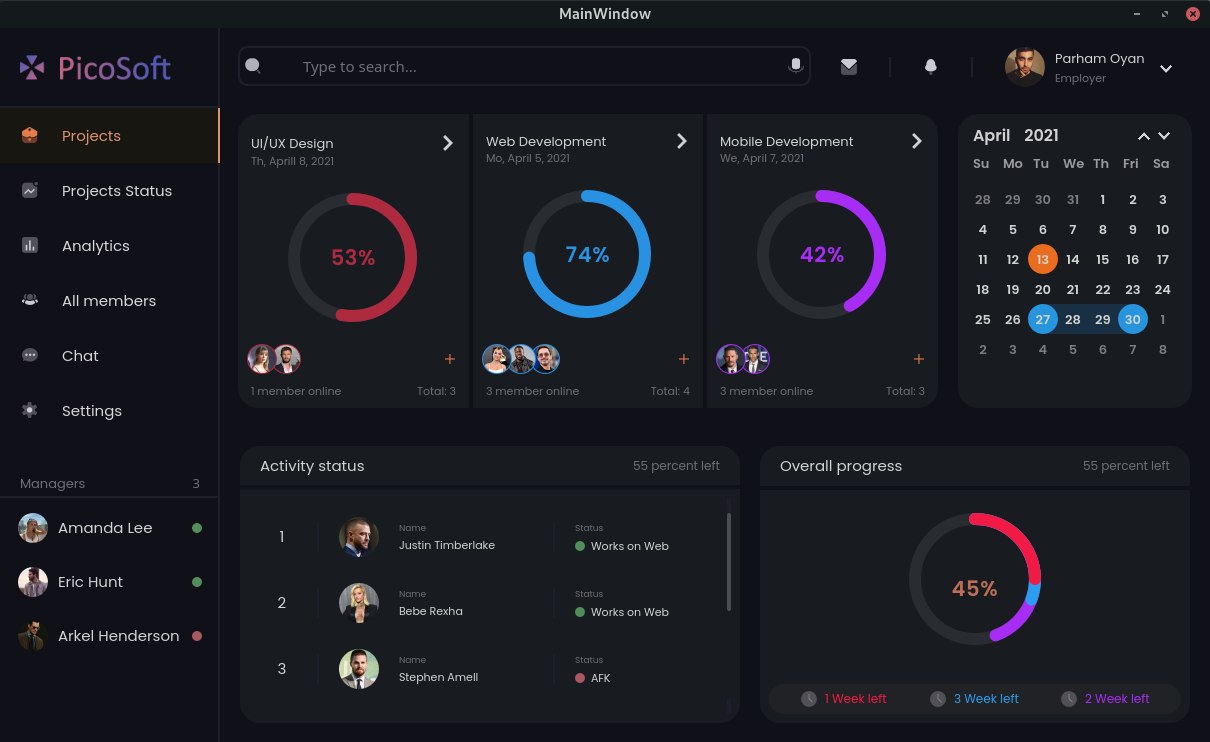 MainWindow
PicoSoft
Type to search...
Parham Oyan
Employer
Projects
Projects Status
Analytics
All members
Chat
Settings
Managers 3
Amanda Lee
Eric Hunt
Arkel Henderson
UI/UX Design
Th, Aprill 8, 2021
53%
1 member online Total: 3
Web Development
Mo, April 5, 2021
74%
3 member online Total: 4
Mobile Development
We, April 7, 2021
42%
3 member online Total: 3
April 2021
Su Mo Tu We Th Fri Sa
28 29 30 31 1 2 3
4 5 6 7 8 9 10
11 12 13 14 15 16 17
18 19 20 21 22 23 24
25 26 27 28 29 30 1
2 3 4 5 6 7 8
Activity status 55 percent left
1
Name
Justin Timberlake
Status
Works on Web
2
Name
Bebe Rexha
Status
Works on Web
3
Name
Stephen Amell
Status
AFK
Overall progress 55 percent left
45%
1 Week left 3 Week left 2 Week left